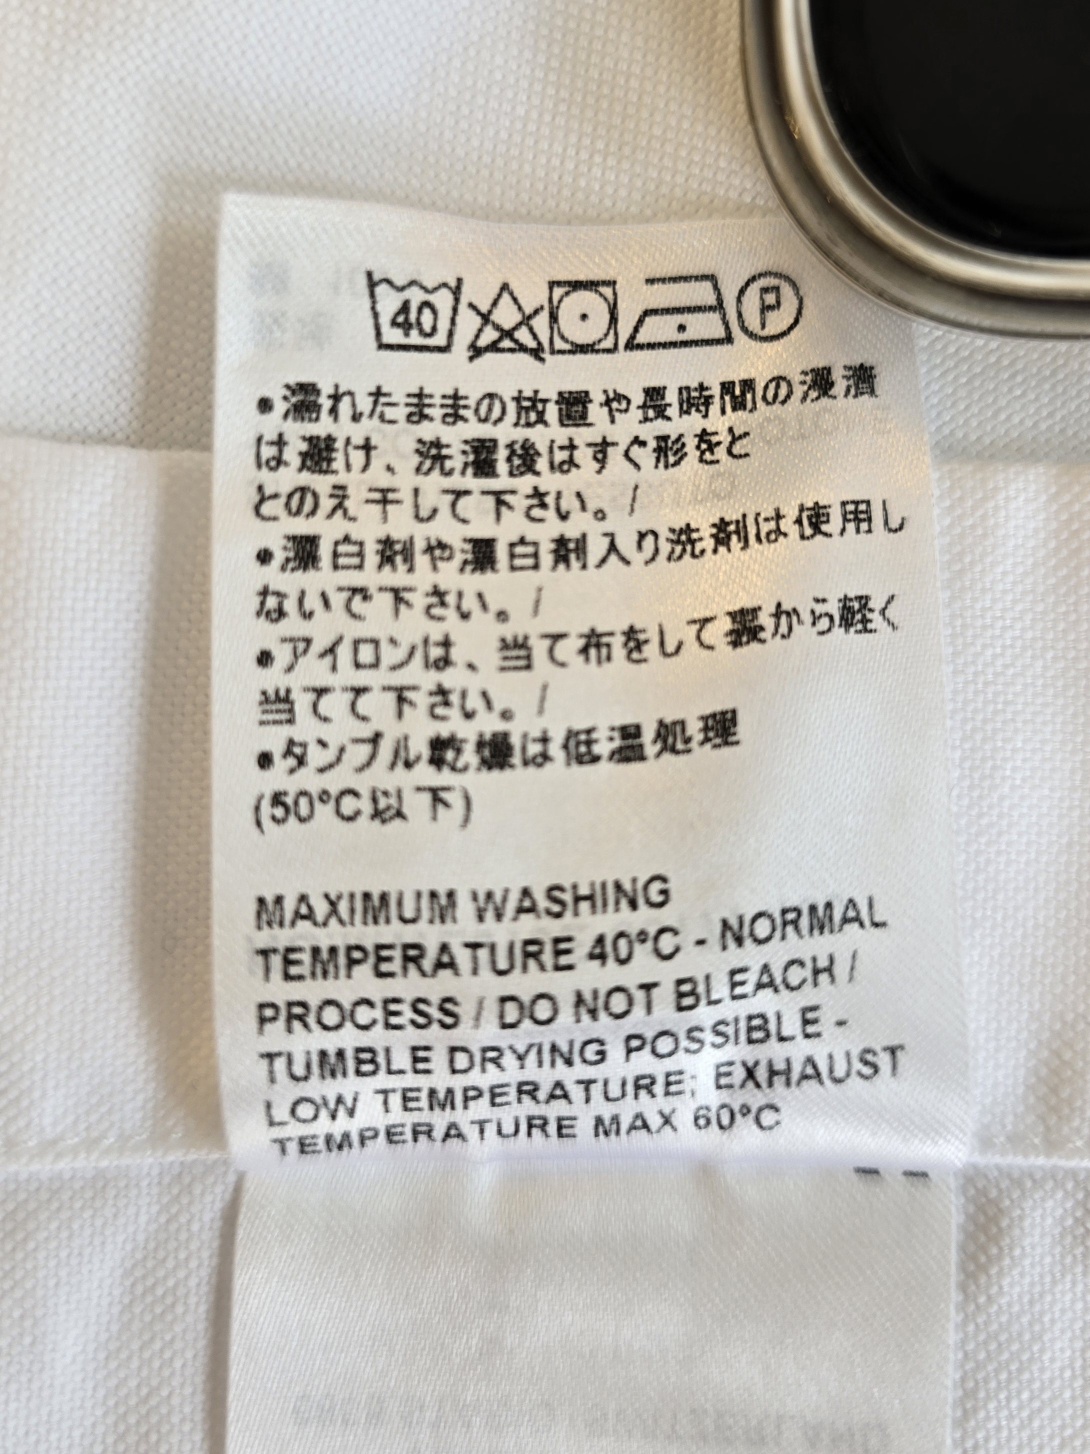 40 P
•濡れたままの放置や長時間の浸漬
は避け、洗濯後はすぐ形をと
とのえ干して下さい。/
•漂白剤や漂白剤入り洗剤は使用し
ないで下さい。/
•アイロンは、当て布をして裏から軽く
当てて下さい。/
•タンブル乾燥は低温処理
(50°C以下)
MAXIMUM WASHING
TEMPERATURE 40°C - NORMAL
PROCESS / DO NOT BLEACH /
TUMBLE DRYING POSSIBLE -
LOW TEMPERATURE; EXHAUST
TEMPERATURE MAX 60°C